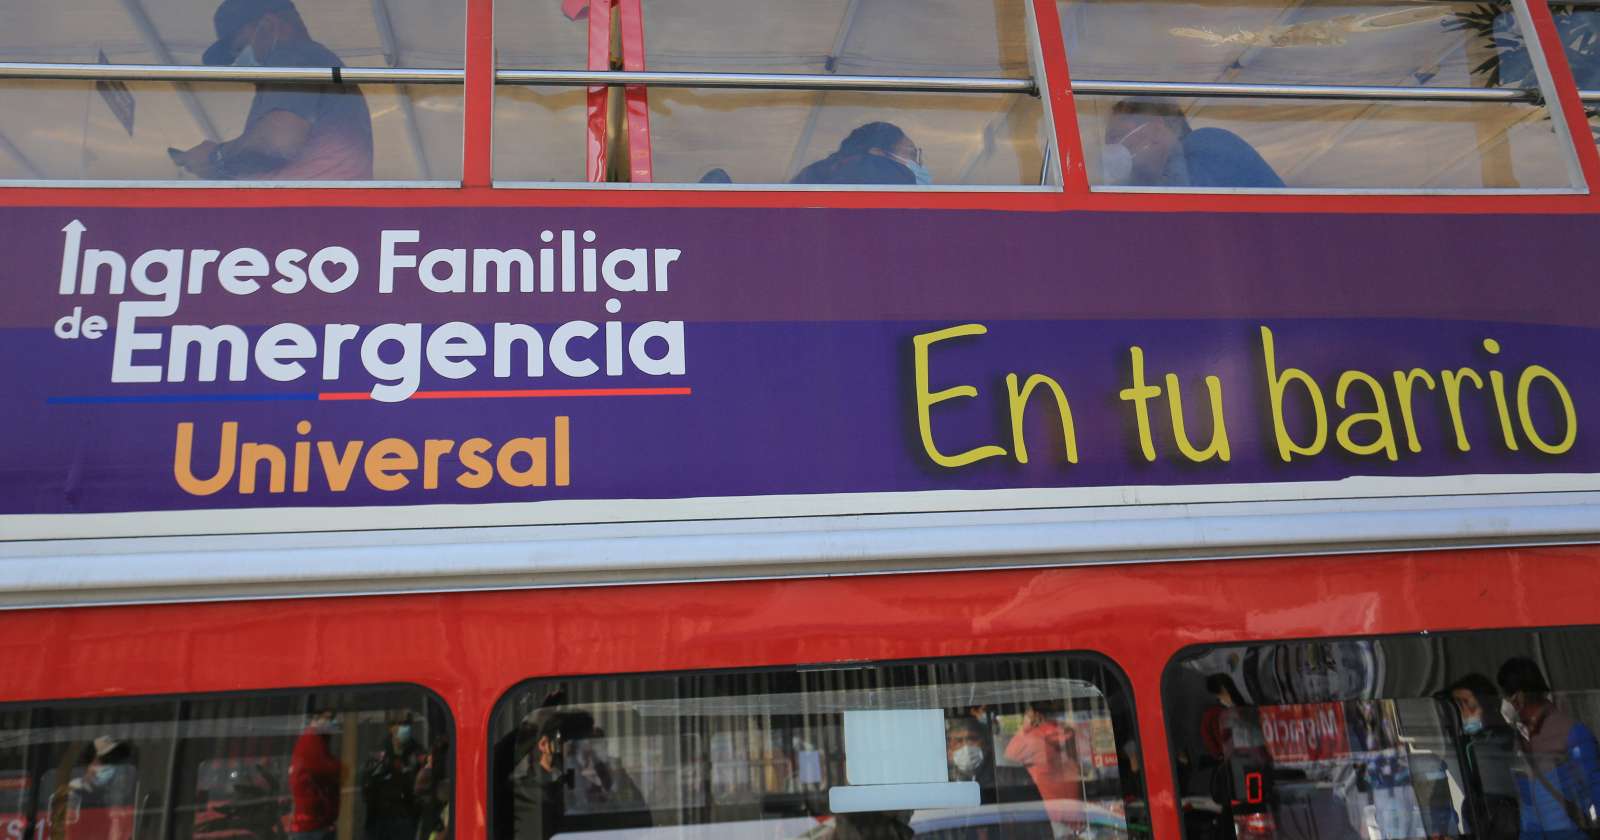 Ingreso Familiar
de Emergencia
Universal
En tu barrio